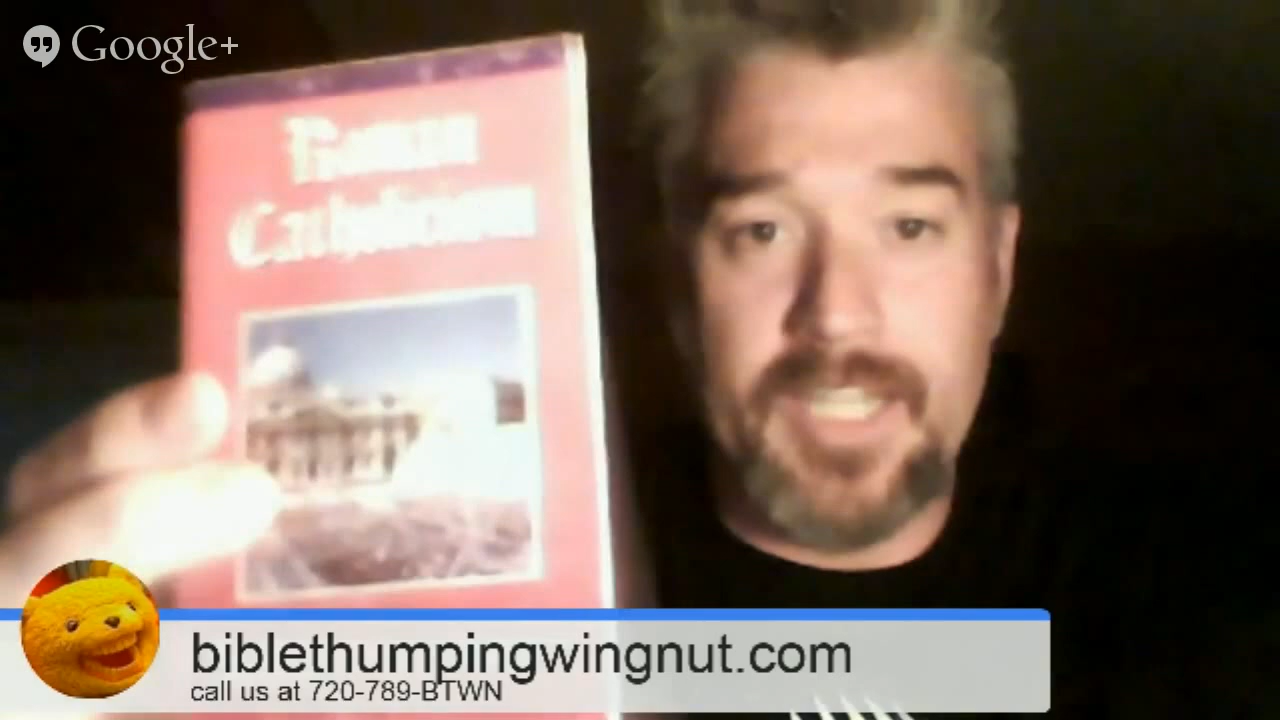 Google+
Roman
Catholicism
biblethumpingwingnut.com
call us at 720-789-BTWN